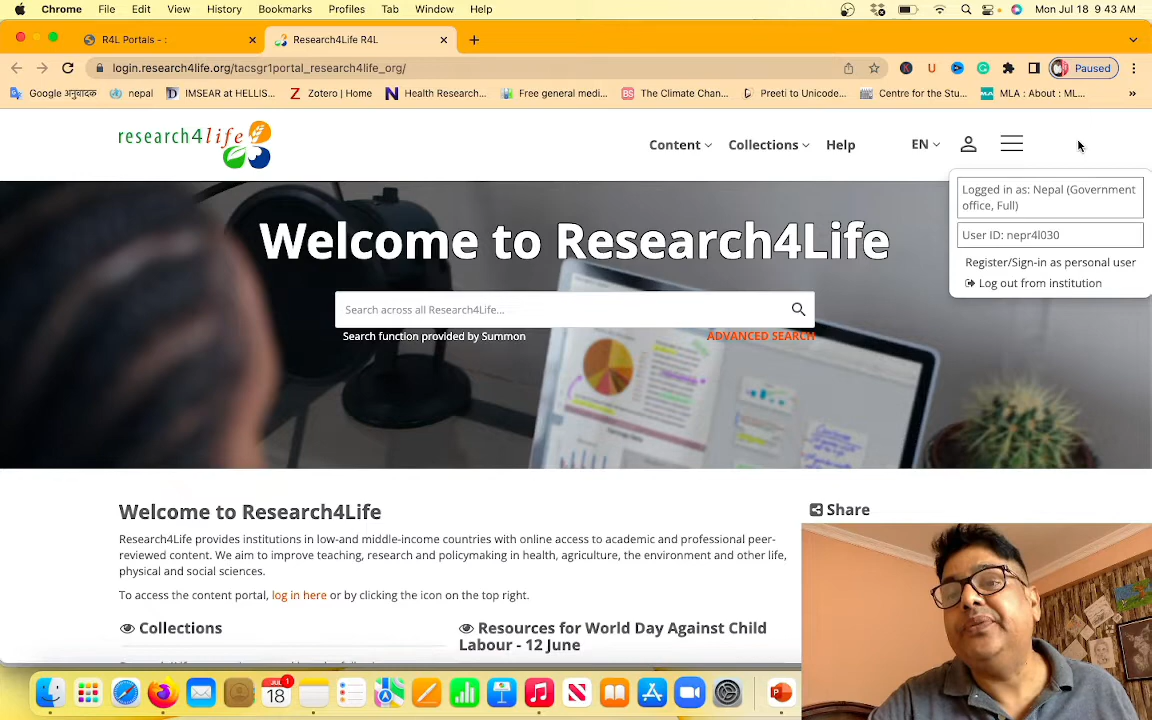 Chrome File Edit View History Bookmarks Profiles Tab Window Help Mon Jul 18 9:43 AM
R4L Portals - :
Research4Life R4L
login.research4life.org/tacsgr1portal_research4life_org/
Paused
Google अनुवादक
nepal
IMSEAR at HELLIS...
Zotero | Home
Health Research...
Free general medi...
The Climate Chan...
Preeti to Unicode...
Centre for the Stu...
MLA : About : ML...
research4life
Content
Collections
Help
EN
Logged in as: Nepal (Government
office, Full)
User ID: nepr4l030
Register/Sign-in as personal user
Log out from institution
Welcome to Research4Life
Search across all Research4Life...
Search function provided by Summon
ADVANCED SEARCH
Welcome to Research4Life
Research4Life provides institutions in low-and middle-income countries with online access to academic and professional peer-
reviewed content. We aim to improve teaching, research and policymaking in health, agriculture, the environment and other life,
physical and social sciences.
To access the content portal, log in here or by clicking the icon on the top right.
Share
Collections
Resources for World Day Against Child
Labour - 12 June
JUL
18
1